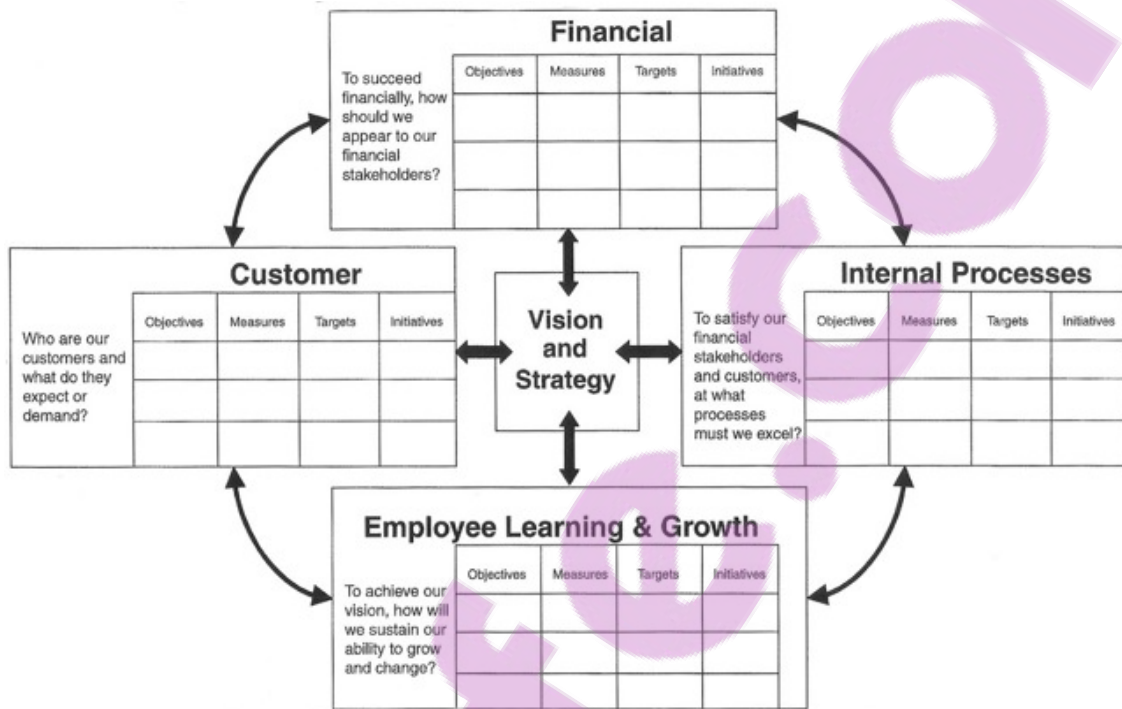 Financial
To succeed
financially, how
should we
appear to our
financial
stakeholders?
Objectives Measures Targets Initiatives
Customer
Who are our
customers and
what do they
expect or
demand?
Objectives Measures Targets Initiatives
Vision
and
Strategy
Internal Processes
To satisfy our
financial
stakeholders
and customers,
at what
processes
must we excel?
Objectives Measures Targets Initiatives
Employee Learning & Growth
To achieve our
vision, how will
we sustain our
ability to grow
and change?
Objectives Measures Targets Initiatives